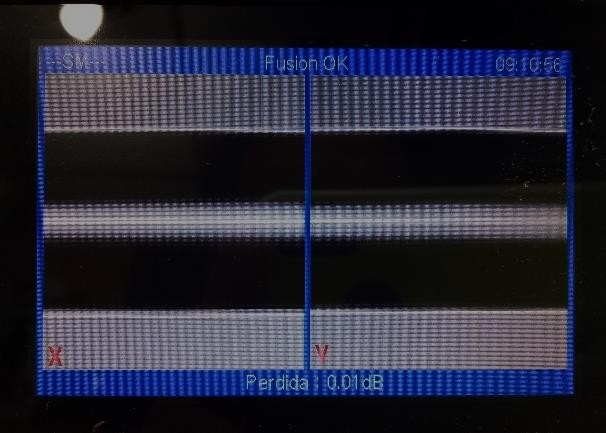 ---SM--- Fusion OK 09:10:56
X Y
Perdida : 0.01dB